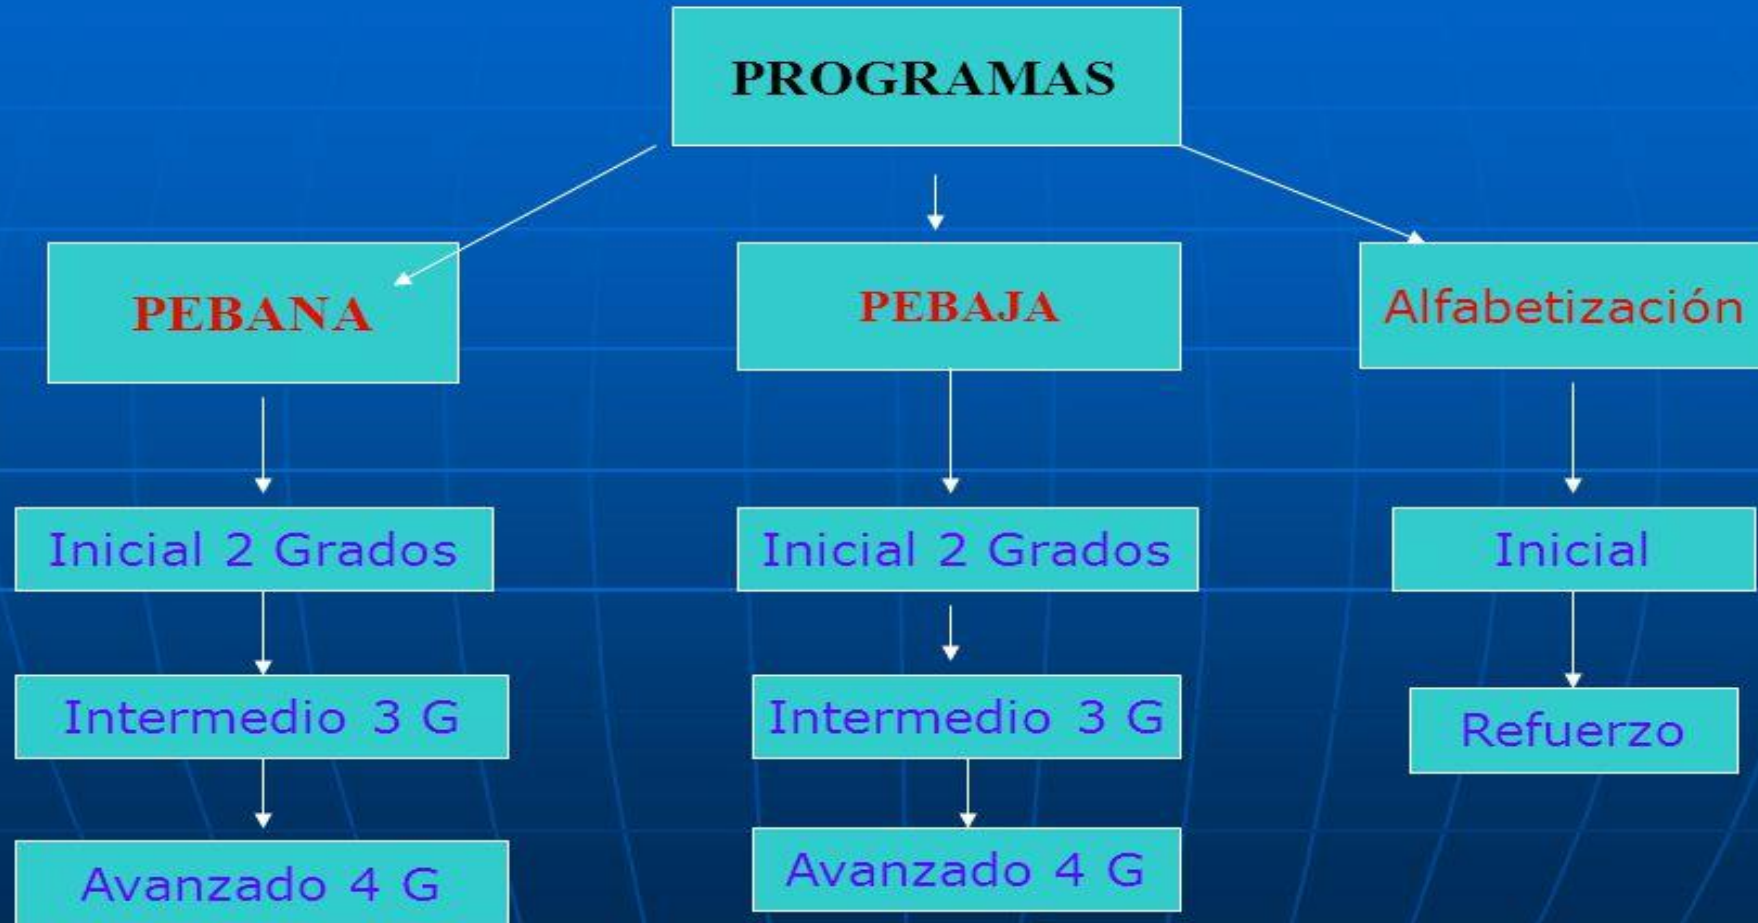 PROGRAMAS
PEBANA
PEBAJA
Alfabetización
Inicial 2 Grados
Inicial 2 Grados
Inicial
Intermedio 3 G
Intermedio 3 G
Refuerzo
Avanzado 4 G
Avanzado 4 G